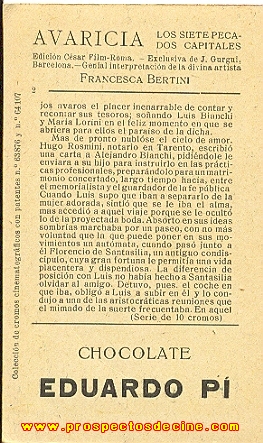 AVARICIA
LOS SIETE PECA-
DOS CAPITALES
Edición César Film-Roma. - Exclusiva de J. Gurgui,
Barcelona.-Genial interpretación de la divina artista
FRANCESCA BERTINI
2
jos avaros el placer inenarrable de contar y
recontar sus tesoros; soñando Luis Bianchi
y María Lorini en el feliz momento en que se
abriera para ellos el paraíso de la dicha.
Mas de pronto nublóse el cielo de amor.
Hugo Rosmini, notario en Tarento, escribió
una carta a Alejandro Bianchi, pidiéndole le
enviara a su hijo para instruirlo en las prácti-
cas profesionales, preparándolo para un matri-
monio concertado, largo tiempo hacía, entre
el memorialista y el guardador de la fe pública
Cuando Luis supo que iban a separarlo de la
mujer adorada, sintió que se le iba el alma,
mas accedió a aquel viaje porque se le ocultó
lo de la proyectada boda. Absorto en sus ideas
sombrías marchaba por un paseo, con no más
voluntad que la que puede poner en sus mo-
vimientos un autómata, cuando pasó junto a
él Florencio de Santasilia, un antiguo condis-
cípulo, cuya gran fortuna le permitía una vida
placentera y dispendiosa. La diferencia de
posición con Luis no había hecho a Santasilia
olvidar al amigo. Detuvo, pues, el coche en
que iba, obligó a Luis a subir en él y lo con-
dujo a una de las aristocráticas reuniones que
el mimado de la suerte frecuentaba. En aquel
(Serie de 10 cromos)
Colección de cromos cinematográficos con patentes n.º 63876 y n.º 64107
CHOCOLATE
EDUARDO PÍ
www.prospectosdecine.com